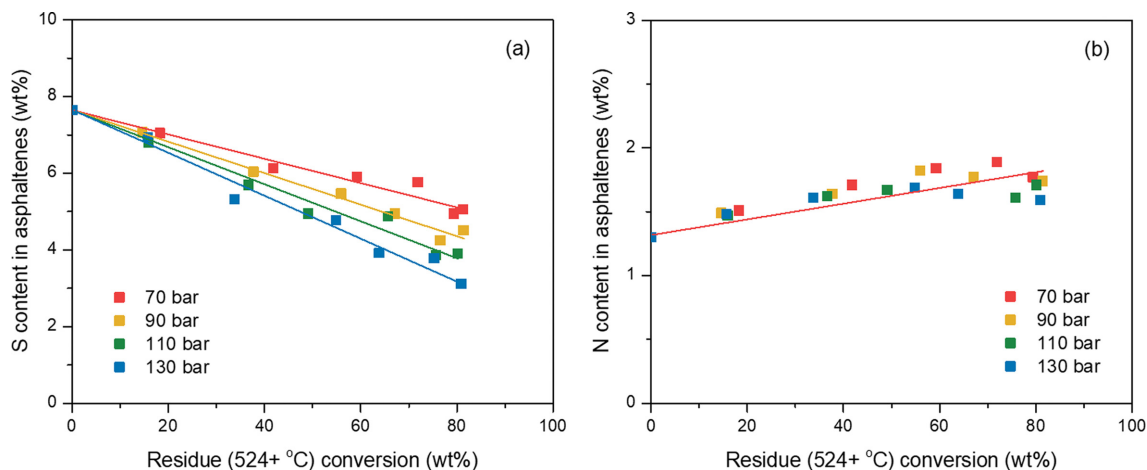 10
8
6
4
2
0
S content in asphaltenes (wt%)
(a)
70 bar
90 bar
110 bar
130 bar
0 20 40 60 80 100
Residue (524+ °C) conversion (wt%)
3
2
1
0
N content in asphaltenes (wt%)
(b)
70 bar
90 bar
110 bar
130 bar
0 20 40 60 80 100
Residue (524+ °C) conversion (wt%)